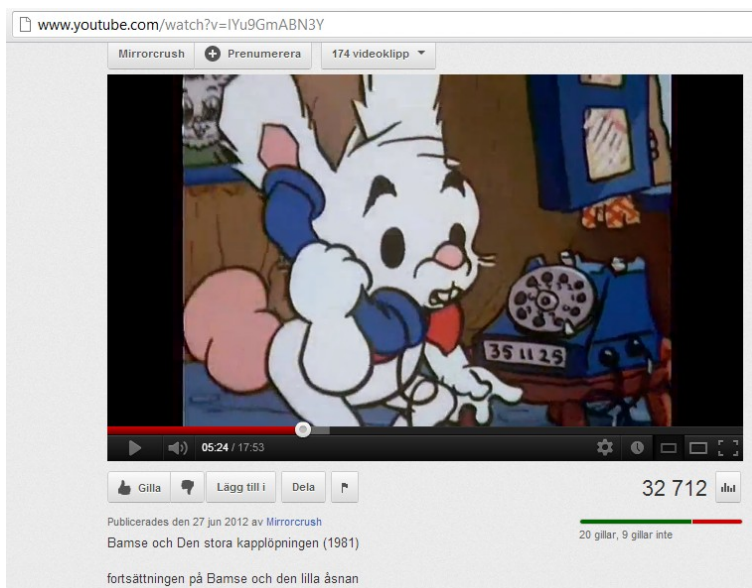 www.youtube.com/watch?v=IYu9GmABN3Y
Mirrorcrush Prenumerera 174 videoklipp
35 11 25
05:24 / 17:53
Gilla Lägg till i Dela 32 712
Publicerades den 27 jun 2012 av Mirrorcrush
20 gillar, 9 gillar inte
Bamse och Den stora kapplöpningen (1981)
fortsättningen på Bamse och den lilla åsnan